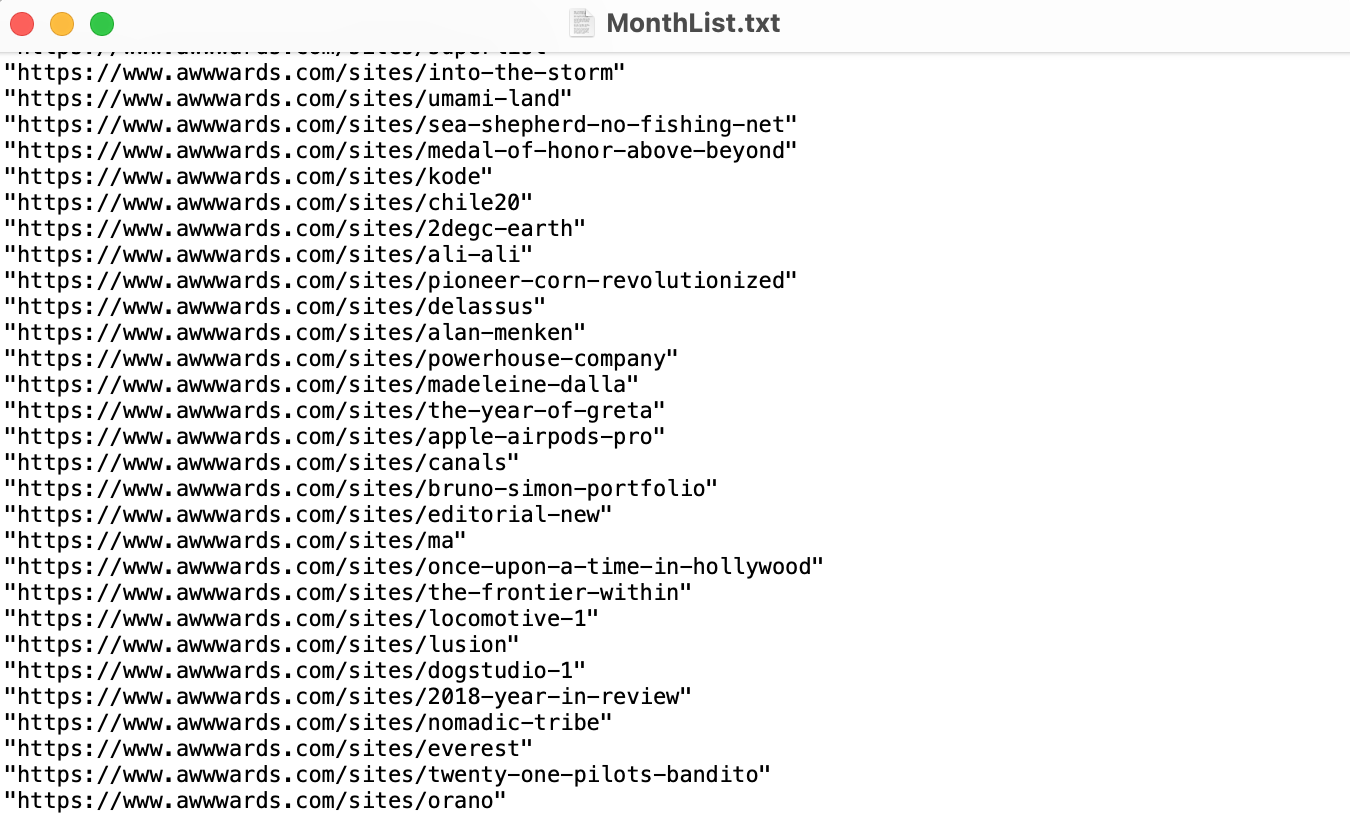 MonthList.txt
"https://www.awwwards.com/sites/superlist"
"https://www.awwwards.com/sites/into-the-storm"
"https://www.awwwards.com/sites/umami-land"
"https://www.awwwards.com/sites/sea-shepherd-no-fishing-net"
"https://www.awwwards.com/sites/medal-of-honor-above-beyond"
"https://www.awwwards.com/sites/kode"
"https://www.awwwards.com/sites/chile20"
"https://www.awwwards.com/sites/2degc-earth"
"https://www.awwwards.com/sites/ali-ali"
"https://www.awwwards.com/sites/pioneer-corn-revolutionized"
"https://www.awwwards.com/sites/delassus"
"https://www.awwwards.com/sites/alan-menken"
"https://www.awwwards.com/sites/powerhouse-company"
"https://www.awwwards.com/sites/madeleine-dalla"
"https://www.awwwards.com/sites/the-year-of-greta"
"https://www.awwwards.com/sites/apple-airpods-pro"
"https://www.awwwards.com/sites/canals"
"https://www.awwwards.com/sites/bruno-simon-portfolio"
"https://www.awwwards.com/sites/editorial-new"
"https://www.awwwards.com/sites/ma"
"https://www.awwwards.com/sites/once-upon-a-time-in-hollywood"
"https://www.awwwards.com/sites/the-frontier-within"
"https://www.awwwards.com/sites/locomotive-1"
"https://www.awwwards.com/sites/lusion"
"https://www.awwwards.com/sites/dogstudio-1"
"https://www.awwwards.com/sites/2018-year-in-review"
"https://www.awwwards.com/sites/nomadic-tribe"
"https://www.awwwards.com/sites/everest"
"https://www.awwwards.com/sites/twenty-one-pilots-bandito"
"https://www.awwwards.com/sites/orano"